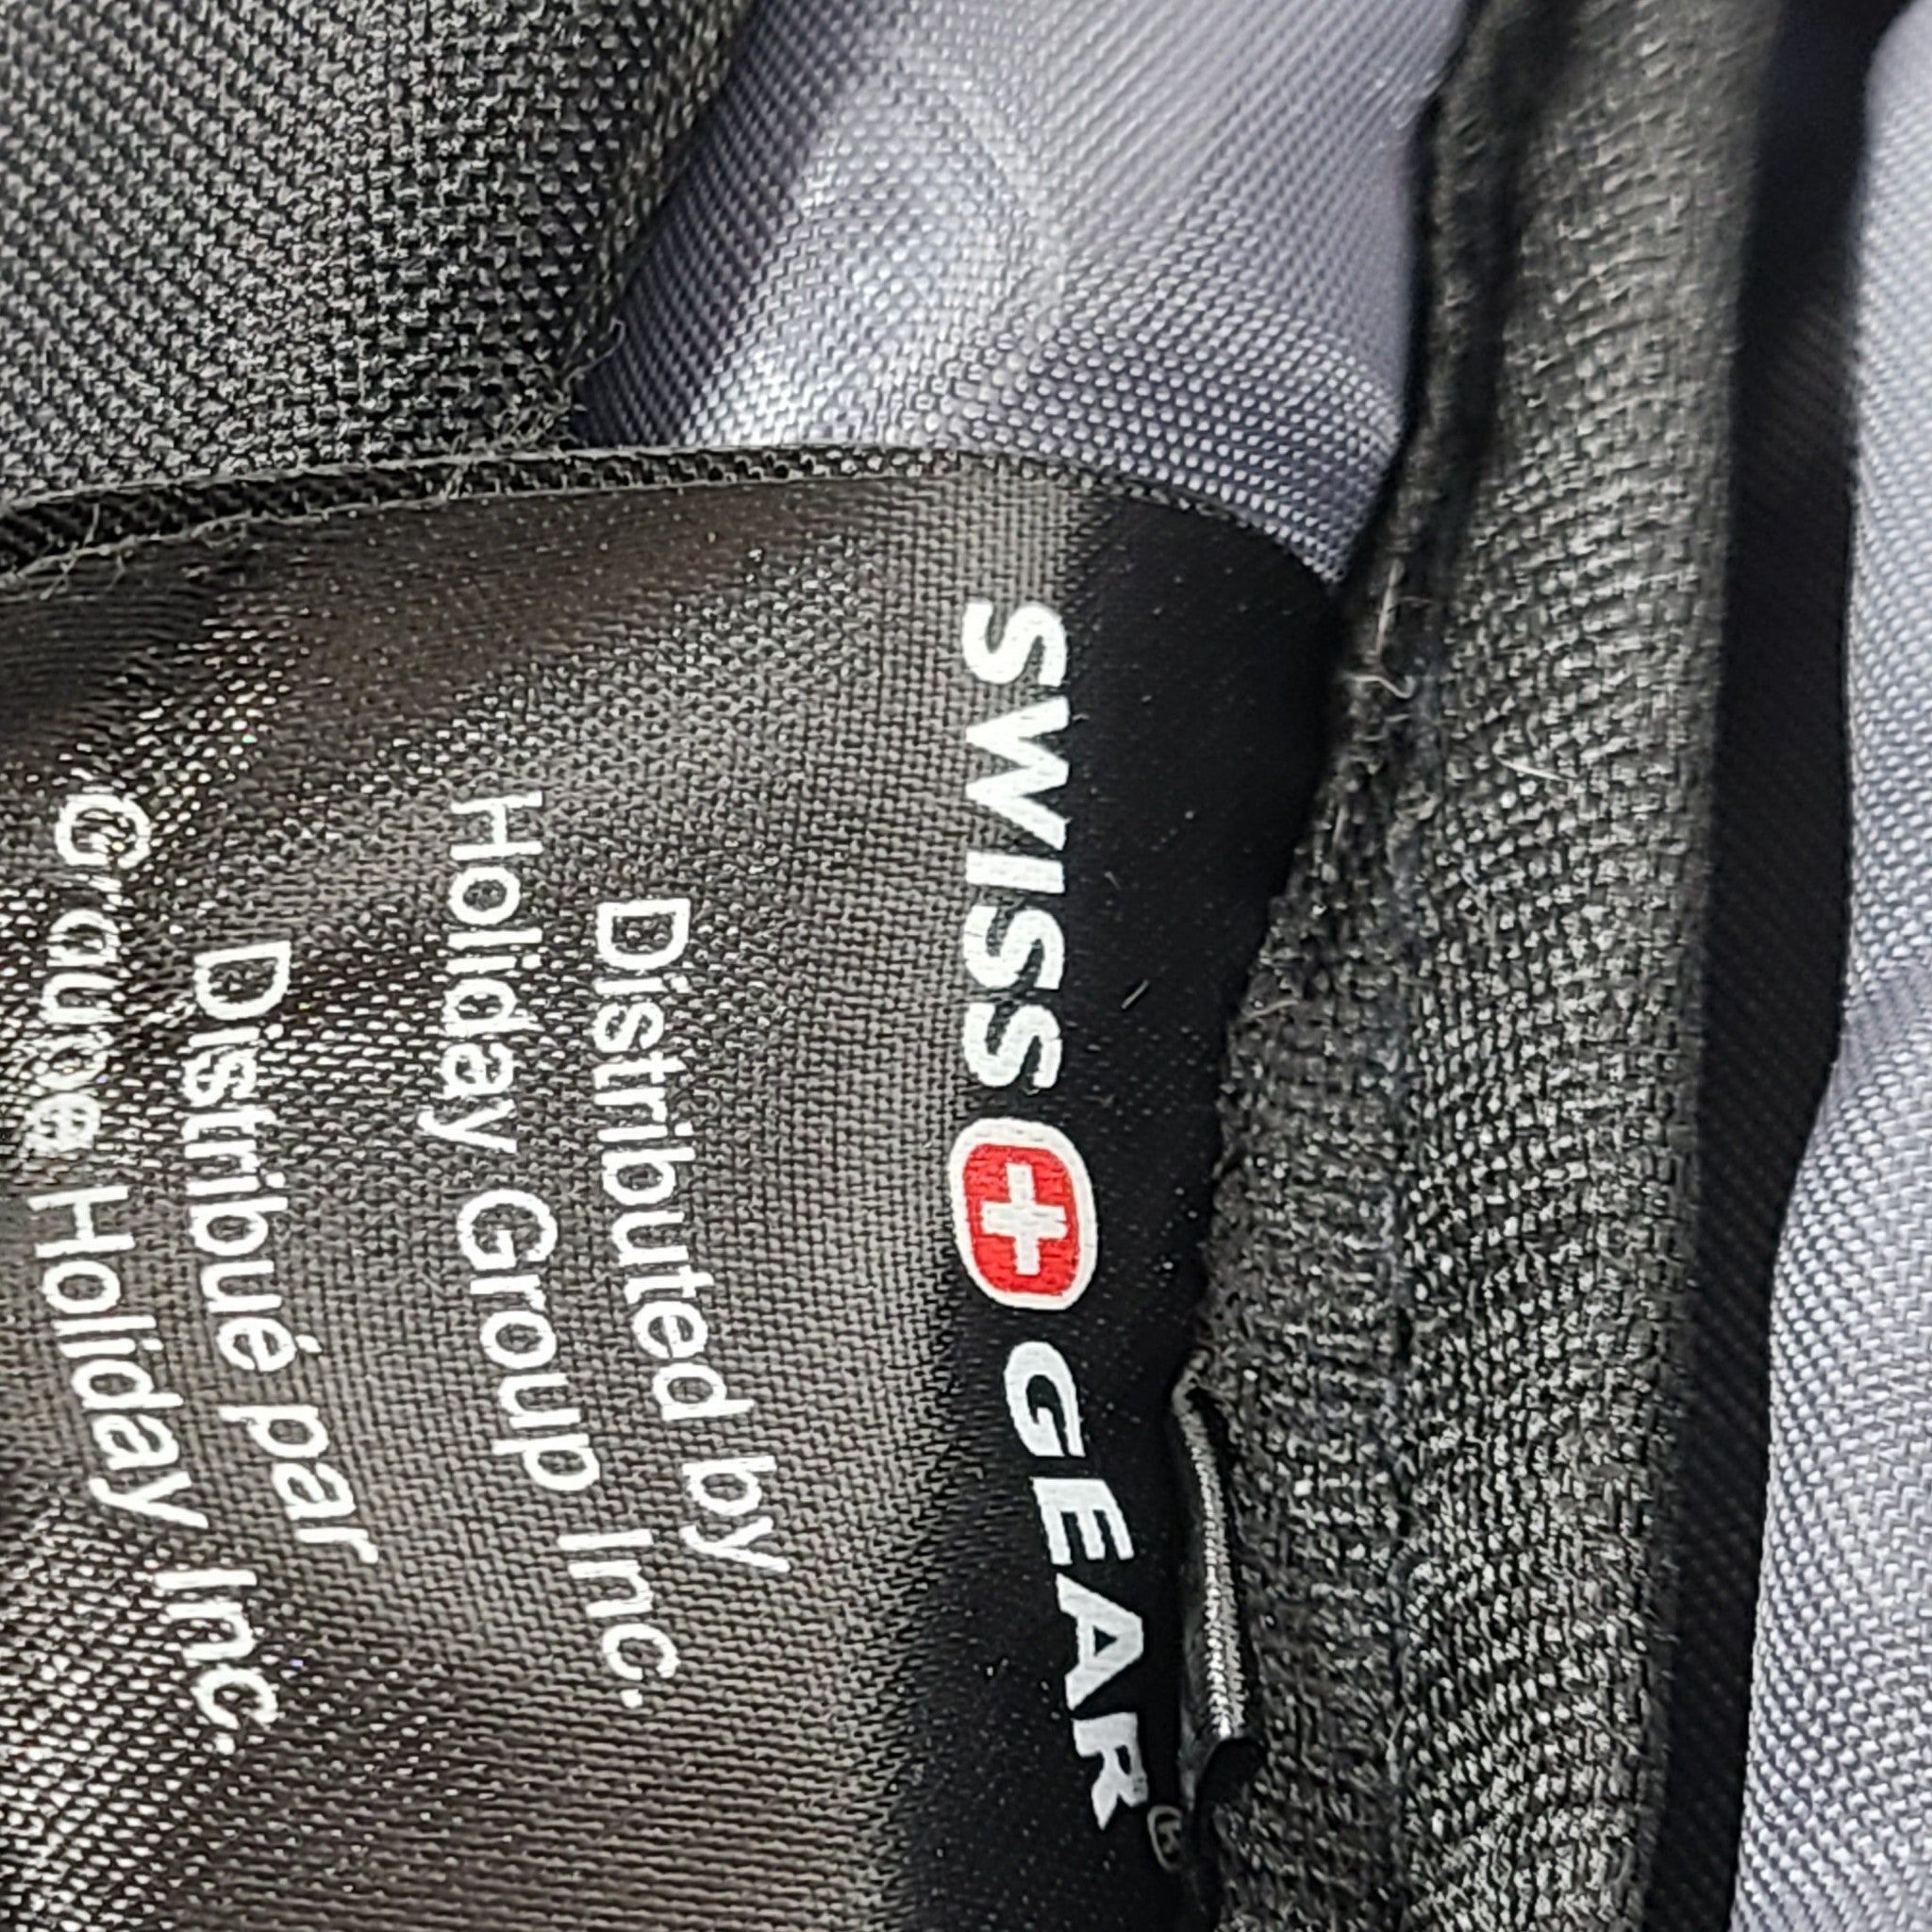 SWISS GEAR®
Distributed by
Holiday Group Inc.
Distribué par
Groupe Holiday Inc.